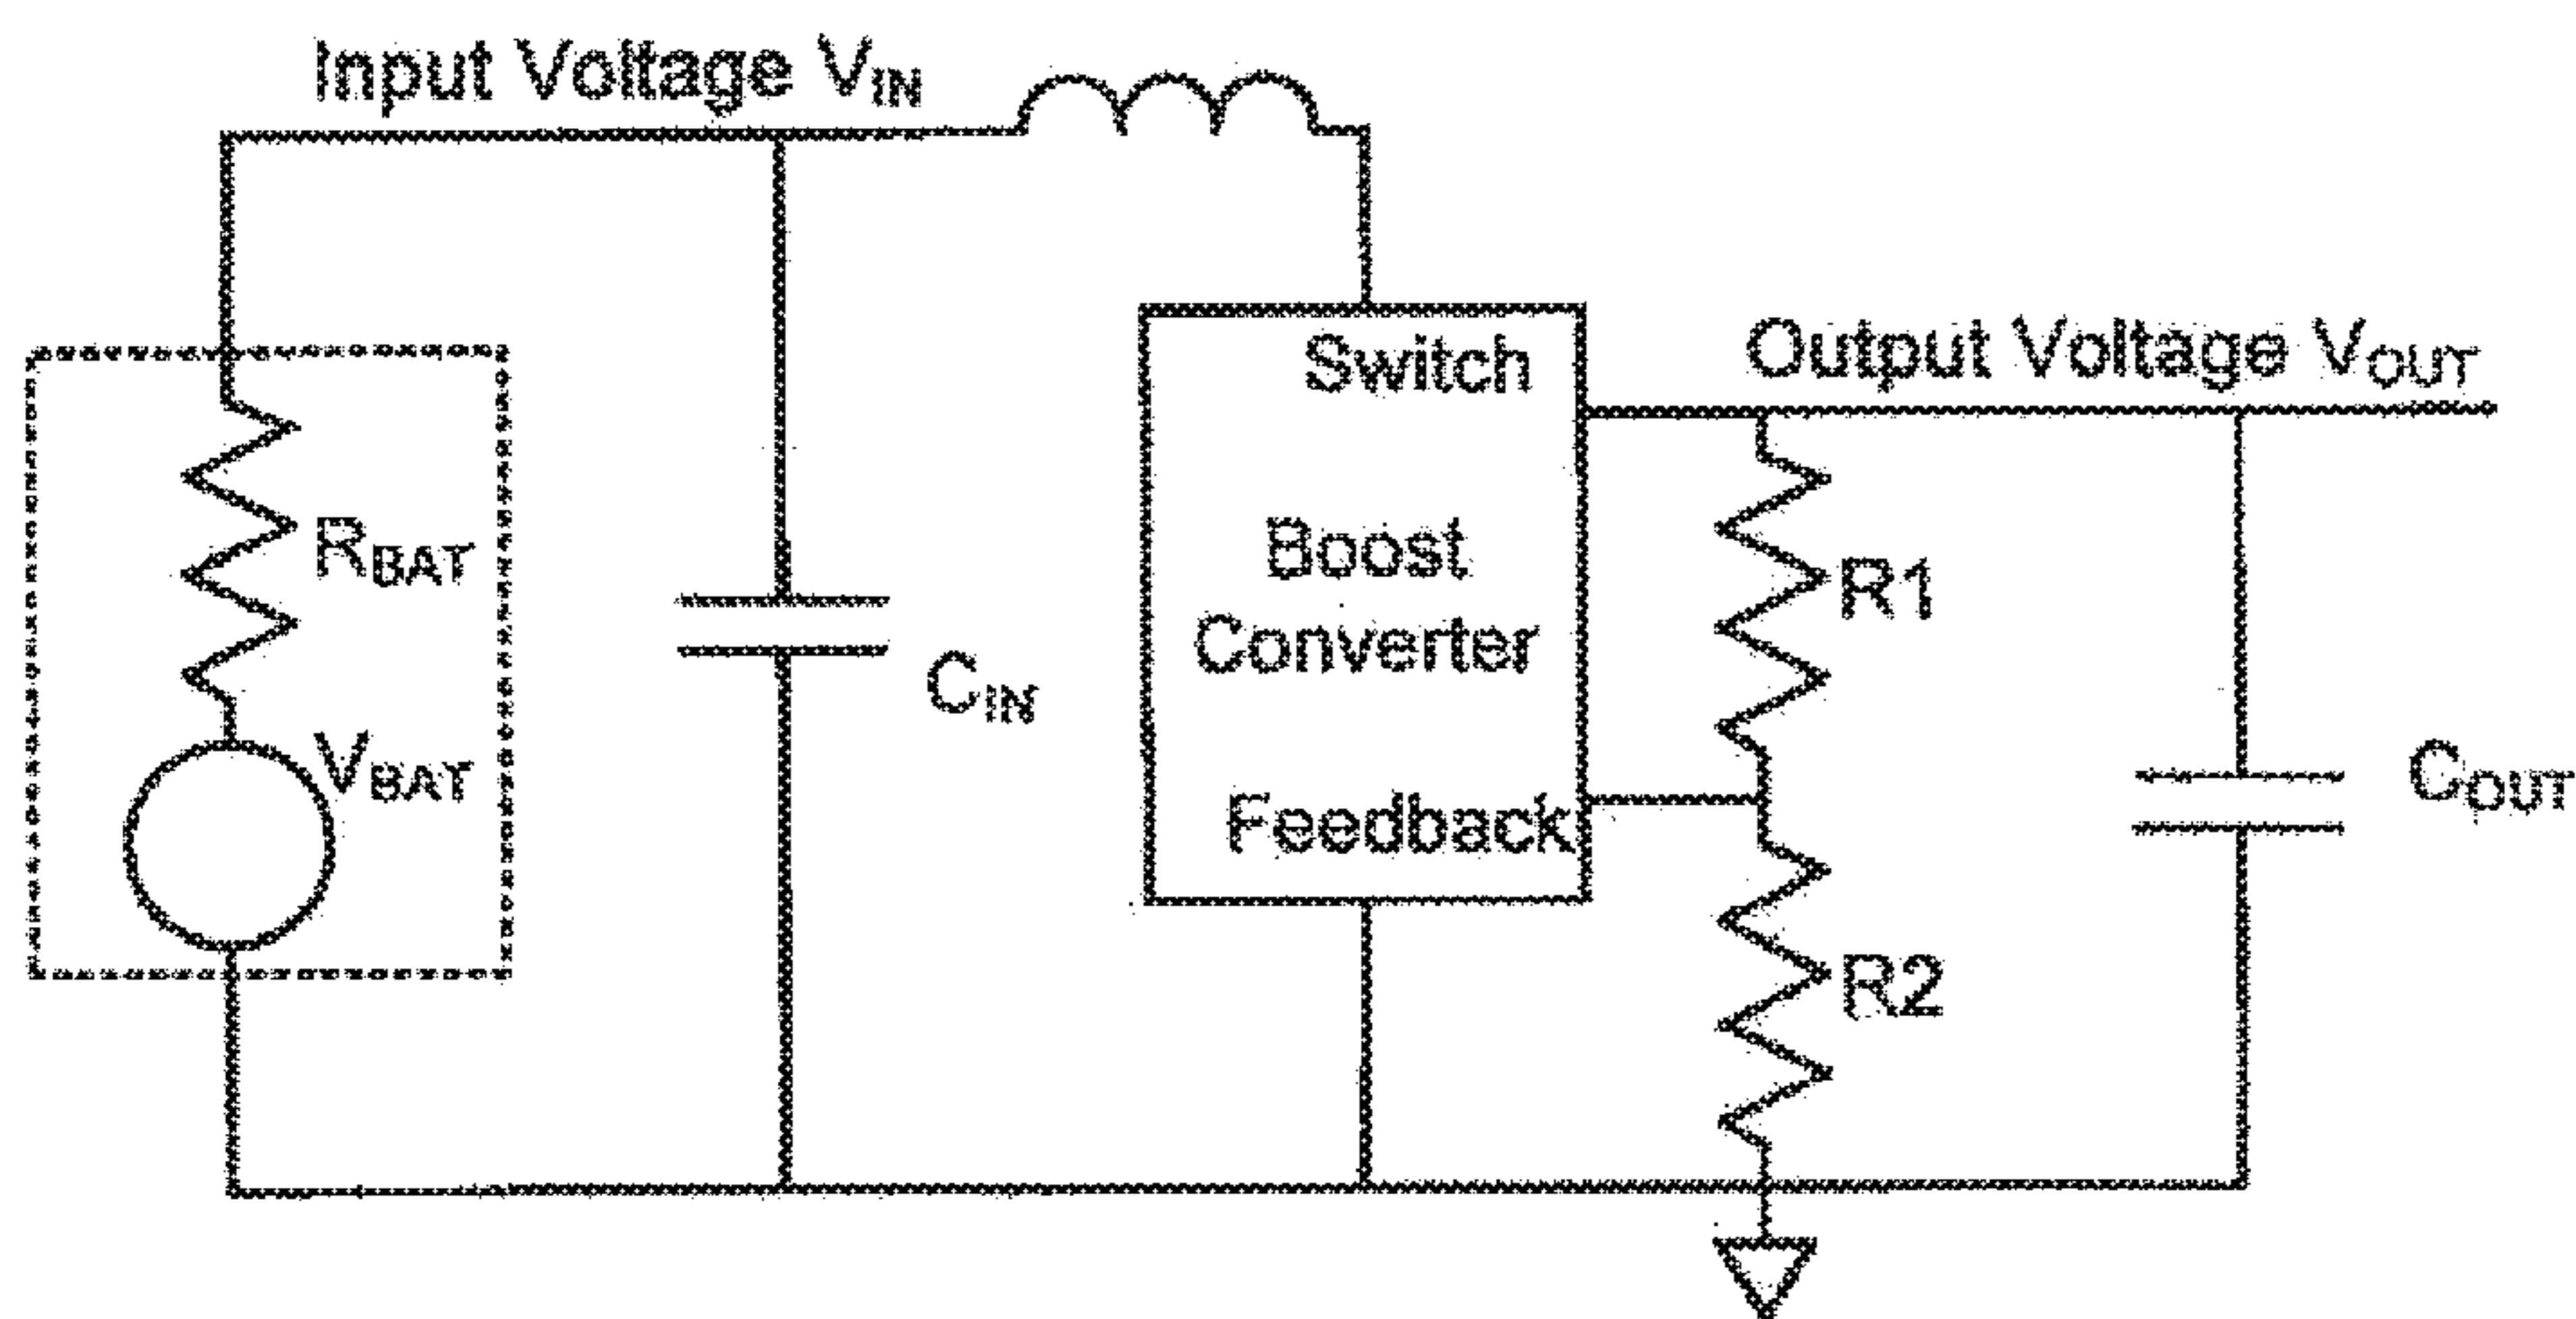 Input Voltage VIN
Switch
Output Voltage VOUT
RBAT
Boost
Converter
R1
CIN
VBAT
Feedback
COUT
R2